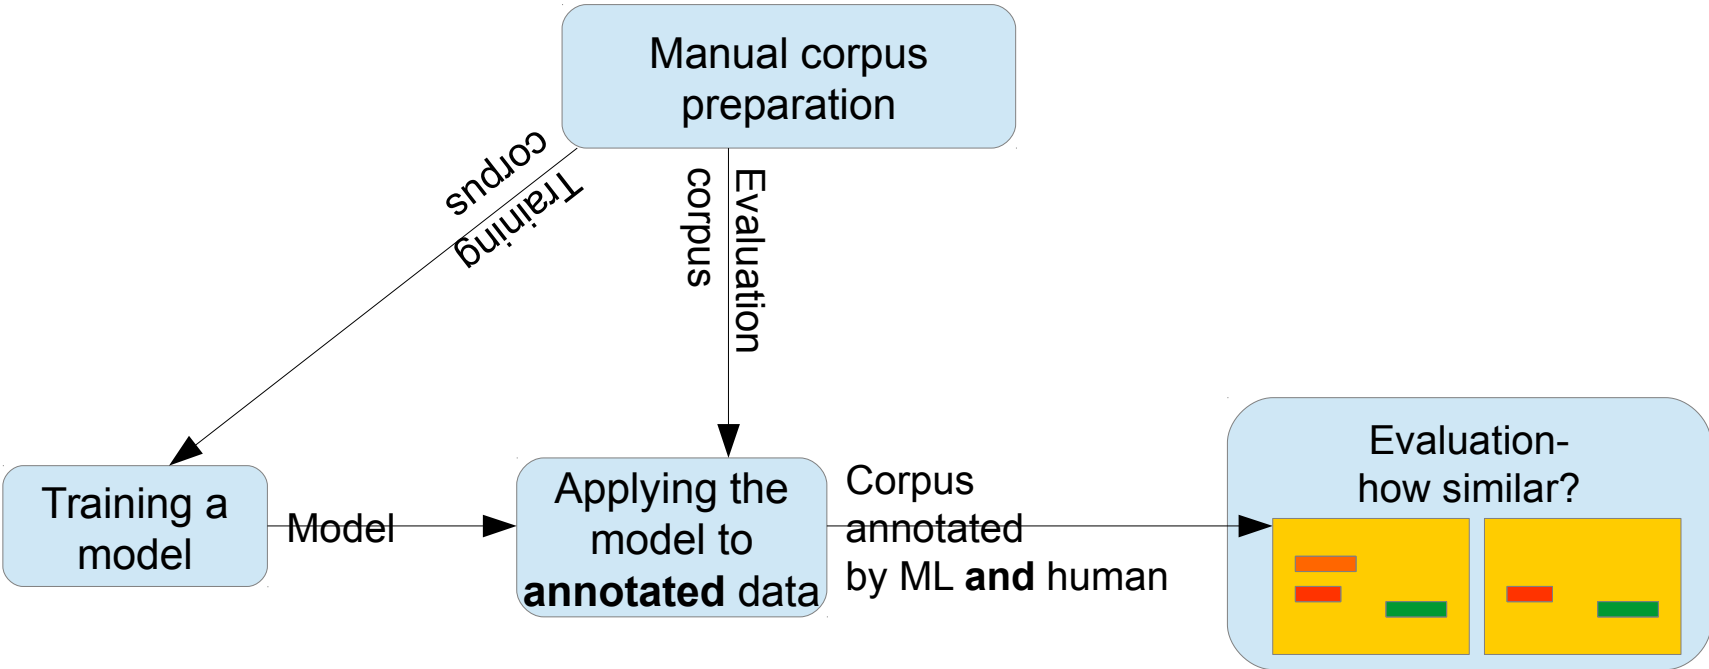 Manual corpus
preparation
Training
corpus
Evaluation
corpus
Training a
model
Model
Applying the
model to
annotated data
Corpus
annotated
by ML and human
Evaluation-
how similar?